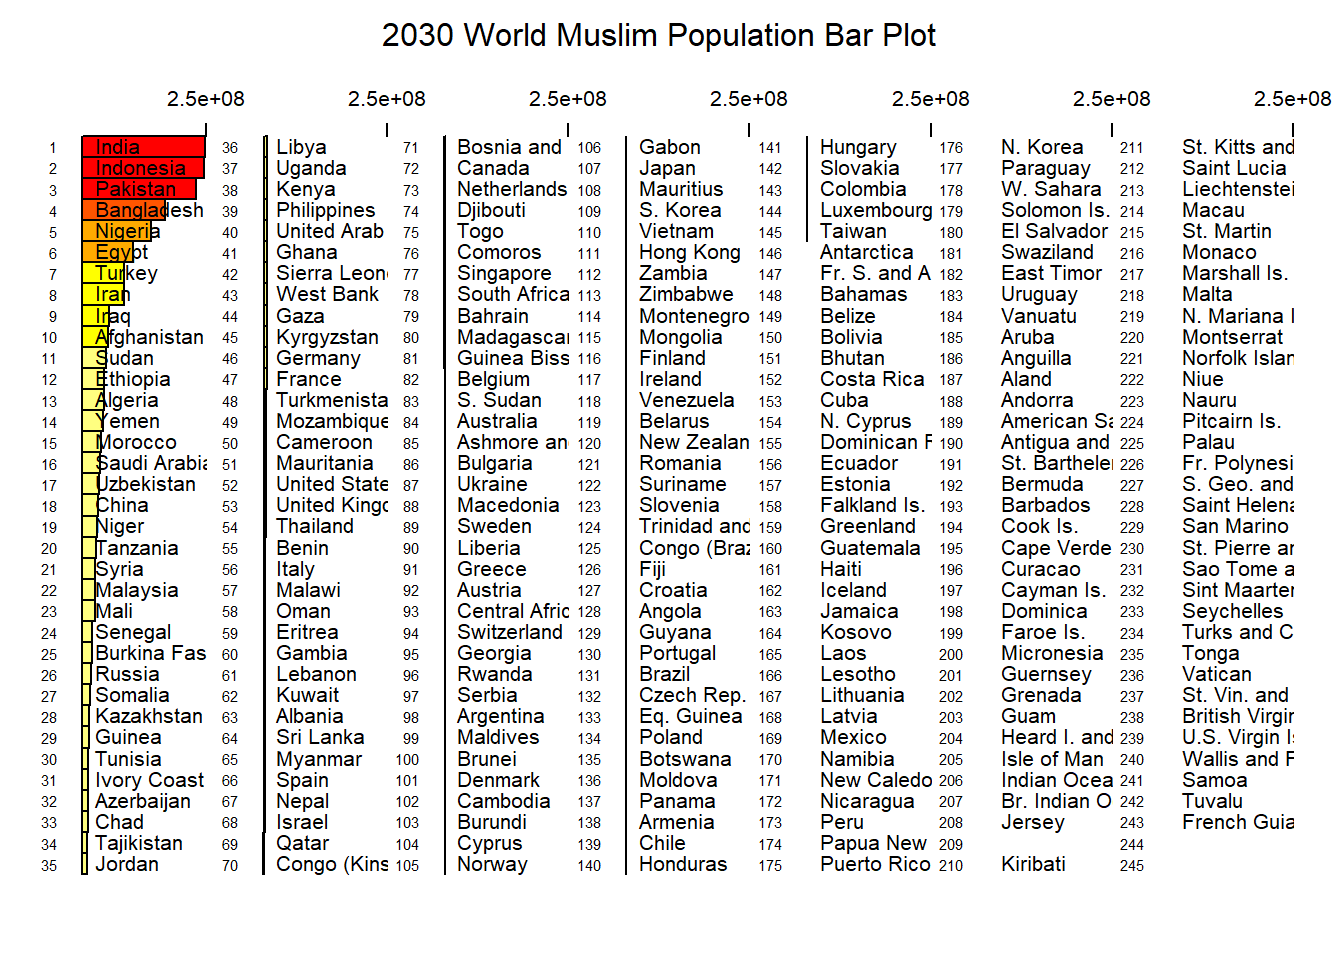 2030 World Muslim Population Bar Plot
2.5e+08 2.5e+08 2.5e+08 2.5e+08 2.5e+08 2.5e+08 2.5e+08
1 India 36 Libya 71 Bosnia and 106 Gabon 141 Hungary 176 N. Korea 211 St. Kitts and
2 Indonesia 37 Uganda 72 Canada 107 Japan 142 Slovakia 177 Paraguay 212 Saint Lucia
3 Pakistan 38 Kenya 73 Netherlands 108 Mauritius 143 Colombia 178 W. Sahara 213 Liechtenstei
4 Bangladesh 39 Philippines 74 Djibouti 109 S. Korea 144 Luxembourg 179 Solomon Is. 214 Macau
5 Nigeria 40 United Arab 75 Togo 110 Vietnam 145 Taiwan 180 El Salvador 215 St. Martin
6 Egypt 41 Ghana 76 Comoros 111 Hong Kong 146 Antarctica 181 Swaziland 216 Monaco
7 Turkey 42 Sierra Leon 77 Singapore 112 Zambia 147 Fr. S. and A 182 East Timor 217 Marshall Is.
8 Iran 43 West Bank 78 South Africa 113 Zimbabwe 148 Bahamas 183 Uruguay 218 Malta
9 Iraq 44 Gaza 79 Bahrain 114 Montenegro 149 Belize 184 Vanuatu 219 N. Mariana I
10 Afghanistan 45 Kyrgyzstan 80 Madagascar 115 Mongolia 150 Bolivia 185 Aruba 220 Montserrat
11 Sudan 46 Germany 81 Guinea Biss 116 Finland 151 Bhutan 186 Anguilla 221 Norfolk Islan
12 Ethiopia 47 France 82 Belgium 117 Ireland 152 Costa Rica 187 Aland 222 Niue
13 Algeria 48 Turkmenista 83 S. Sudan 118 Venezuela 153 Cuba 188 Andorra 223 Nauru
14 Yemen 49 Mozambique 84 Australia 119 Belarus 154 N. Cyprus 189 American Sa 224 Pitcairn Is.
15 Morocco 50 Cameroon 85 Ashmore an 120 New Zealan 155 Dominican R 190 Antigua and 225 Palau
16 Saudi Arabia 51 Mauritania 86 Bulgaria 121 Romania 156 Ecuador 191 St. Barthele 226 Fr. Polynesi
17 Uzbekistan 52 United State 87 Ukraine 122 Suriname 157 Estonia 192 Bermuda 227 S. Geo. and
18 China 53 United Kingd 88 Macedonia 123 Slovenia 158 Falkland Is. 193 Barbados 228 Saint Helena
19 Niger 54 Thailand 89 Sweden 124 Trinidad and 159 Greenland 194 Cook Is. 229 San Marino
20 Tanzania 55 Benin 90 Liberia 125 Congo (Braz 160 Guatemala 195 Cape Verde 230 St. Pierre an
21 Syria 56 Italy 91 Greece 126 Fiji 161 Haiti 196 Curacao 231 Sao Tome a
22 Malaysia 57 Malawi 92 Austria 127 Croatia 162 Iceland 197 Cayman Is. 232 Sint Maarten
23 Mali 58 Oman 93 Central Afric 128 Angola 163 Jamaica 198 Dominica 233 Seychelles
24 Senegal 59 Eritrea 94 Switzerland 129 Guyana 164 Kosovo 199 Faroe Is. 234 Turks and C
25 Burkina Fas 60 Gambia 95 Georgia 130 Portugal 165 Laos 200 Micronesia 235 Tonga
26 Russia 61 Lebanon 96 Rwanda 131 Brazil 166 Lesotho 201 Guernsey 236 Vatican
27 Somalia 62 Kuwait 97 Serbia 132 Czech Rep. 167 Lithuania 202 Grenada 237 St. Vin. and
28 Kazakhstan 63 Albania 98 Argentina 133 Eq. Guinea 168 Latvia 203 Guam 238 British Virgin
29 Guinea 64 Sri Lanka 99 Maldives 134 Poland 169 Mexico 204 Heard I. and 239 U.S. Virgin Is
30 Tunisia 65 Myanmar 100 Brunei 135 Botswana 170 Namibia 205 Isle of Man 240 Wallis and F
31 Ivory Coast 66 Spain 101 Denmark 136 Moldova 171 New Caledo 206 Indian Ocea 241 Samoa
32 Azerbaijan 67 Nepal 102 Cambodia 137 Panama 172 Nicaragua 207 Br. Indian O 242 Tuvalu
33 Chad 68 Israel 103 Burundi 138 Armenia 173 Peru 208 Jersey 243 French Guia
34 Tajikistan 69 Qatar 104 Cyprus 139 Chile 174 Papua New 209 244
35 Jordan 70 Congo (Kins 105 Norway 140 Honduras 175 Puerto Rico 210 Kiribati 245